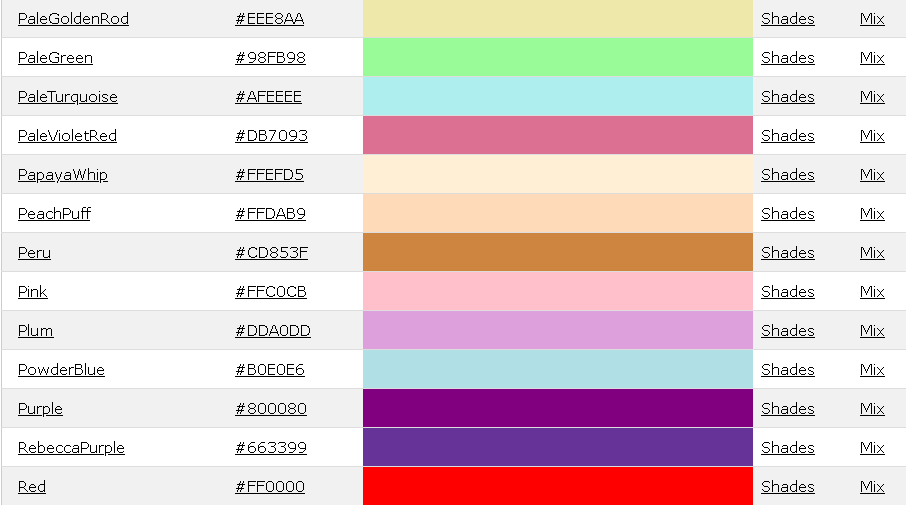 PaleGoldenRod #EEE8AA Shades Mix
PaleGreen #98FB98 Shades Mix
PaleTurquoise #AFEEEE Shades Mix
PaleVioletRed #DB7093 Shades Mix
PapayaWhip #FFEFD5 Shades Mix
PeachPuff #FFDAB9 Shades Mix
Peru #CD853F Shades Mix
Pink #FFC0CB Shades Mix
Plum #DDA0DD Shades Mix
PowderBlue #B0E0E6 Shades Mix
Purple #800080 Shades Mix
RebeccaPurple #663399 Shades Mix
Red #FF0000 Shades Mix